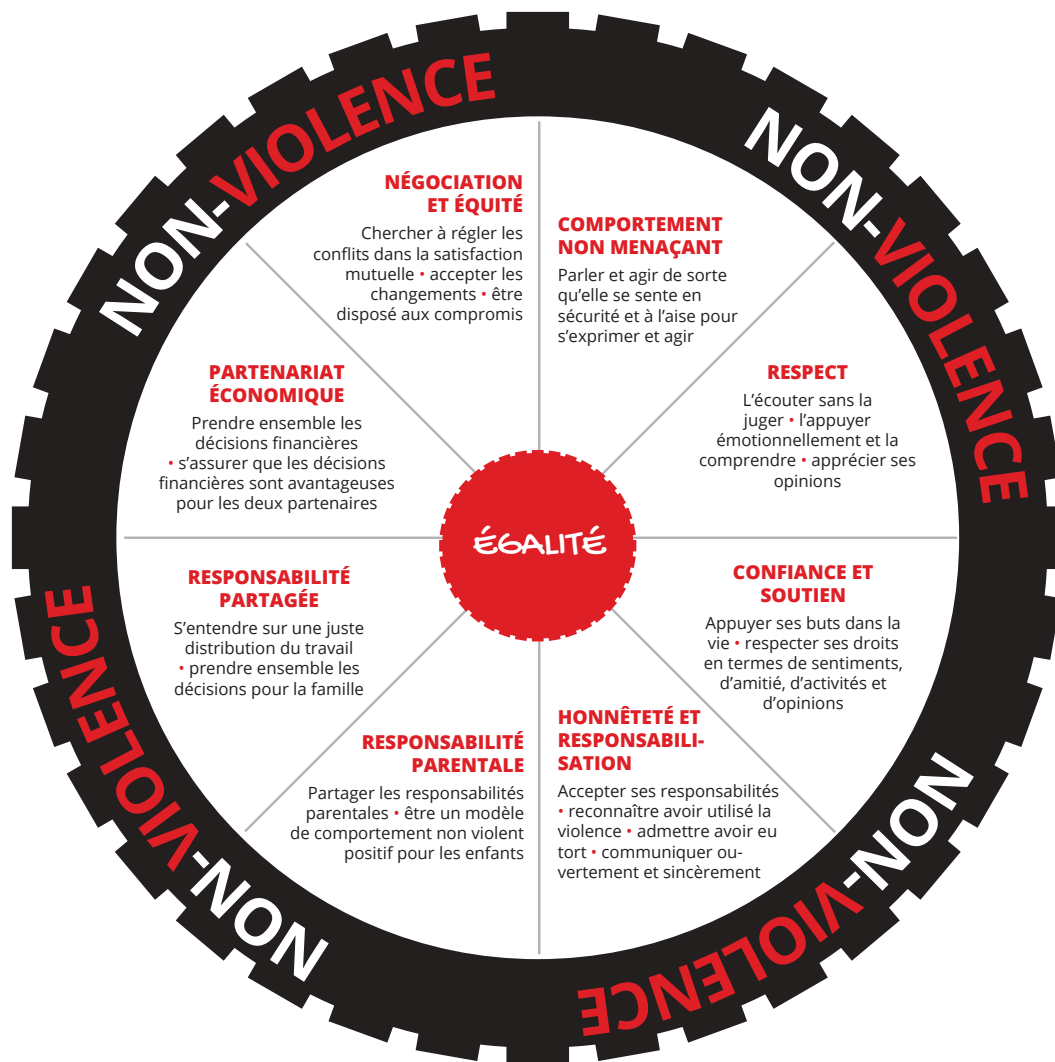 NON-VIOLENCE
NON-VIOLENCE
NÉGOCIATION
ET ÉQUITÉ
Chercher à régler les
conflits dans la satisfaction
mutuelle • accepter les
changements • être
disposé aux compromis
COMPORTEMENT
NON MENAÇANT
Parler et agir de sorte
qu’elle se sente en
sécurité et à l’aise pour
s’exprimer et agir
PARTENARIAT
ÉCONOMIQUE
Prendre ensemble les
décisions financières
• s’assurer que les décisions
financières sont avantageuses
pour les deux partenaires
RESPECT
L’écouter sans la
juger • l’appuyer
émotionnellement et la
comprendre • apprécier ses
opinions
ÉGALITÉ
RESPONSABILITÉ
PARTAGÉE
S’entendre sur une juste
distribution du travail
• prendre ensemble les
décisions pour la famille
CONFIANCE ET
SOUTIEN
Appuyer ses buts dans la
vie • respecter ses droits
en termes de sentiments,
d’amitié, d’activités et
d’opinions
RESPONSABILITÉ
PARENTALE
Partager les responsabilités
parentales • être un modèle
de comportement non violent
positif pour les enfants
HONNÊTETÉ ET
RESPONSABILI-
SATION
Accepter ses responsabilités
• reconnaître avoir utilisé la
violence • admettre avoir eu
tort • communiquer ou-
vertement et sincèrement
NON-VIOLENCE
NON-VIOLENCE